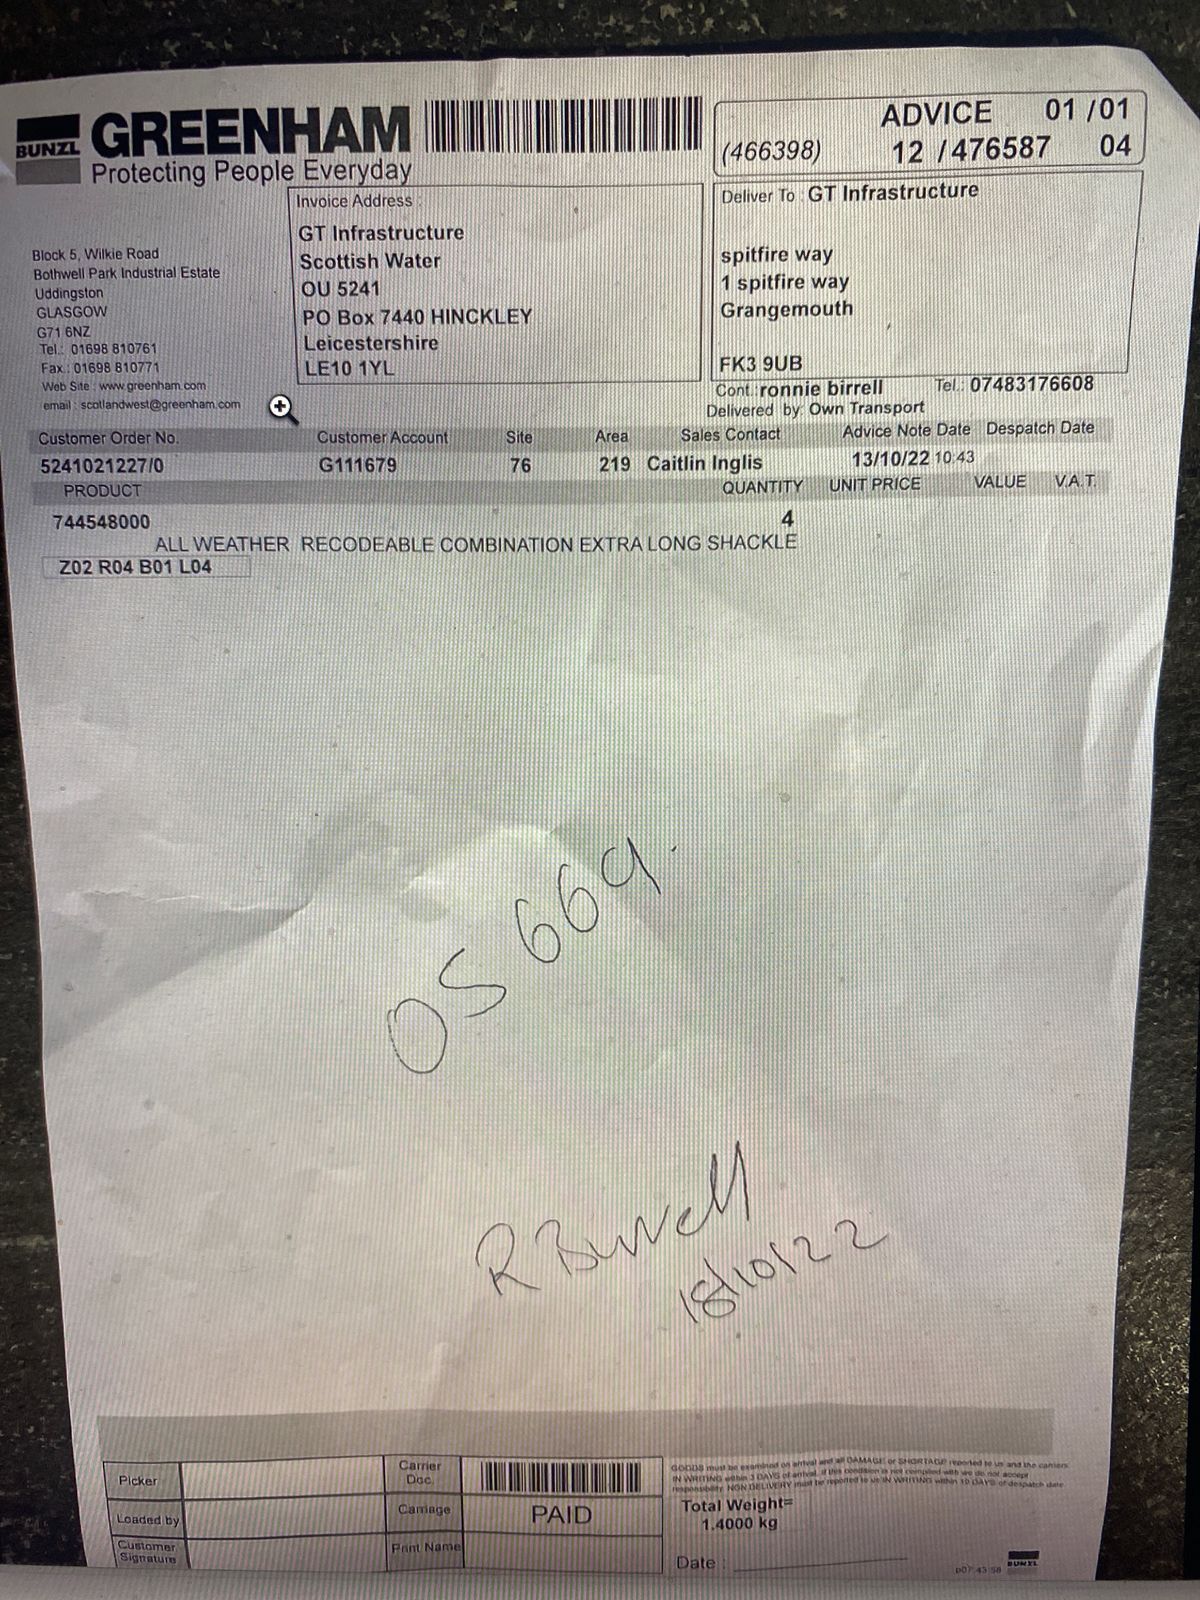 BUNZL
GREENHAM
Protecting People Everyday
ADVICE 01 /01
(466398) 12 /476587 04
Block 5, Wilkie Road
Bothwell Park Industrial Estate
Uddingston
GLASGOW
G71 6NZ
Tel.: 01698 810761
Fax.: 01698 810771
Web Site : www.greenham.com
email : scotlandwest@greenham.com
Invoice Address :
GT Infrastructure
Scottish Water
OU 5241
PO Box 7440 HINCKLEY
Leicestershire
LE10 1YL
Deliver To : GT Infrastructure
spitfire way
1 spitfire way
Grangemouth
FK3 9UB
Cont.: ronnie birrell Tel.: 07483176608
Delivered by: Own Transport
Customer Order No. Customer Account Site Area Sales Contact Advice Note Date Despatch Date
5241021227/0 G111679 76 219 Caitlin Inglis 13/10/22 10:43
PRODUCT QUANTITY UNIT PRICE VALUE V.A.T.
744548000 4
ALL WEATHER RECODEABLE COMBINATION EXTRA LONG SHACKLE
Z02 R04 B01 L04
OS 669.
R Birrell
18/10/22
Picker
Loaded by
Customer Signature
Carrier Doc.
Carriage PAID
Print Name
GOODS must be examined on arrival and all DAMAGE or SHORTAGE reported to us and the carriers
IN WRITING within 3 DAYS of arrival. If this condition is not complied with we do not accept
responsibility. NON DELIVERY must be reported to us IN WRITING within 10 DAYS of despatch date
Total Weight=
1.4000 kg
Date :
BUNZL